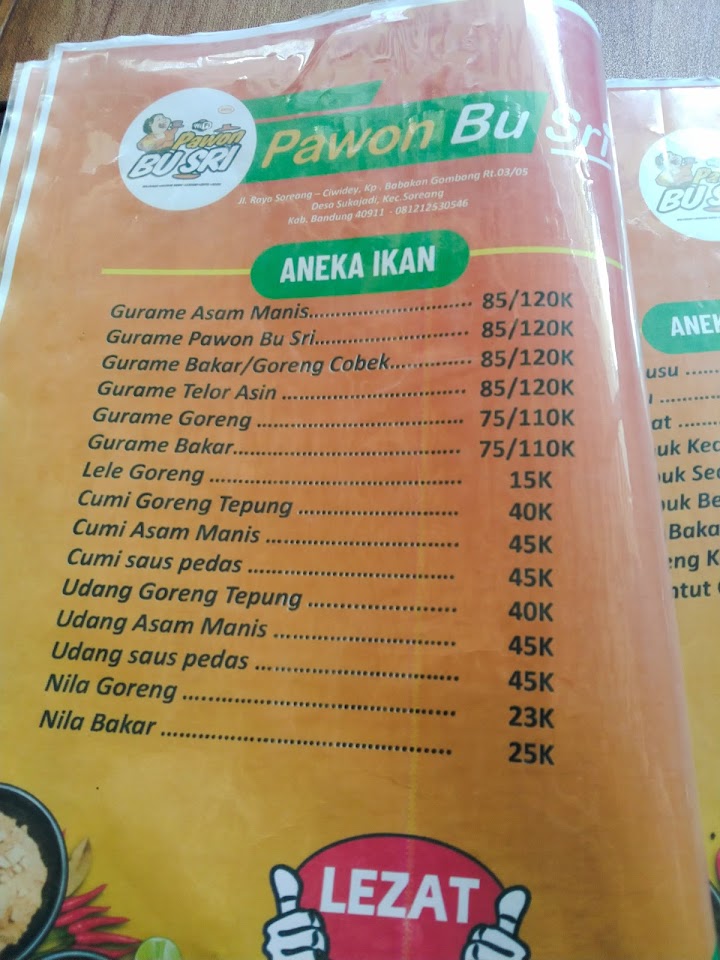 Pawon
BU SRI
Pawon Bu Sri
Jl. Raya Soreang – Ciwidey, Kp . Babakan Gombong Rt.03/05
Desa Sukajadi, Kec.Soreang
Kab. Bandung 40911 - 081212530546
ANEKA IKAN
Gurame Asam Manis............................ 85/120K
Gurame Pawon Bu Sri.......................... 85/120K
Gurame Bakar/Goreng Cobek.............. 85/120K
Gurame Telor Asin ................................ 85/120K
Gurame Goreng .................................... 75/110K
Gurame Bakar....................................... 75/110K
Lele Goreng .......................................... 15K
Cumi Goreng Tepung .......................... 40K
Cumi Asam Manis ................................ 45K
Cumi saus pedas ................................... 45K
Udang Goreng Tepung ........................ 40K
Udang Asam Manis .............................. 45K
Udang saus pedas ................................. 45K
Nila Goreng ........................................... 23K
Nila Bakar .............................................. 25K
LEZAT
BU SRI